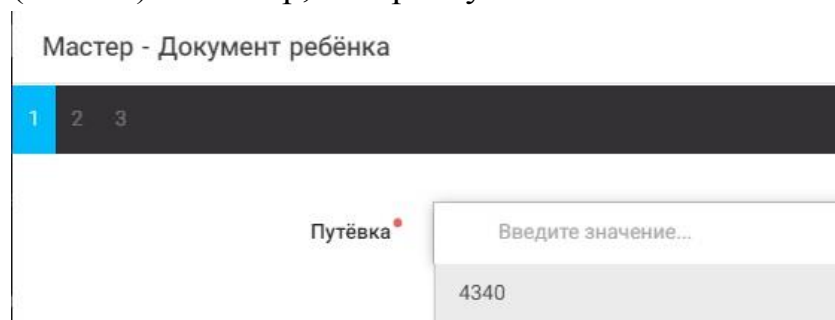 Мастер - Документ ребёнка
1 2 3
Путёвка
Введите значение...
4340